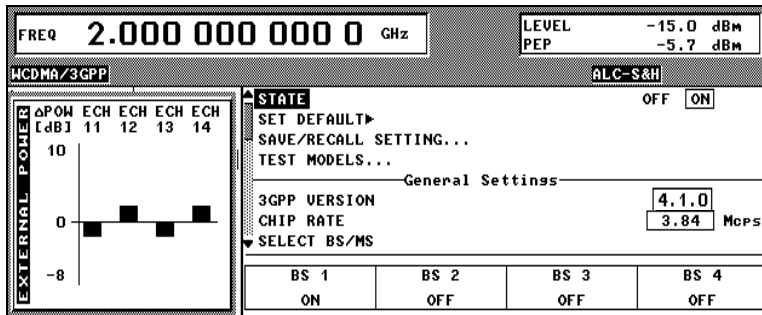 FREQ 2.000 000 000 0 GHz
LEVEL -15.0 dBm
PEP -5.7 dBm
WCDMA/3GPP
ALC-S&H
EXTERNAL POWER
ΔPOW ECH ECH ECH ECH
[dB] 11 12 13 14
10
0
-8
STATE OFF ON
SET DEFAULT▶
SAVE/RECALL SETTING...
TEST MODELS...
General Settings
3GPP VERSION 4.1.0
CHIP RATE 3.84 Mcps
SELECT BS/MS
BS 1 BS 2 BS 3 BS 4
ON OFF OFF OFF